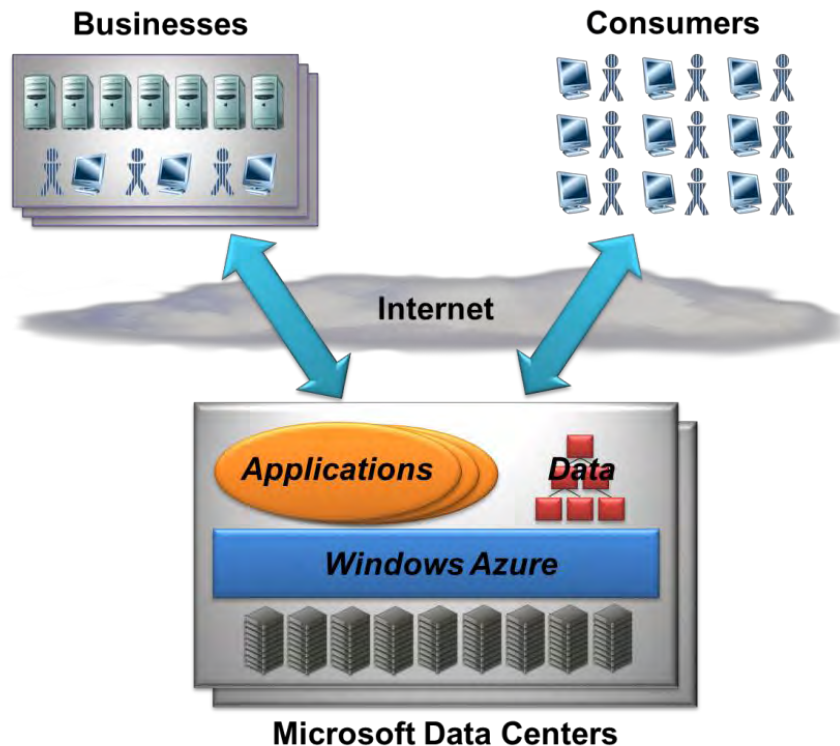 Businesses
Consumers
Internet
Applications
Data
Windows Azure
Microsoft Data Centers